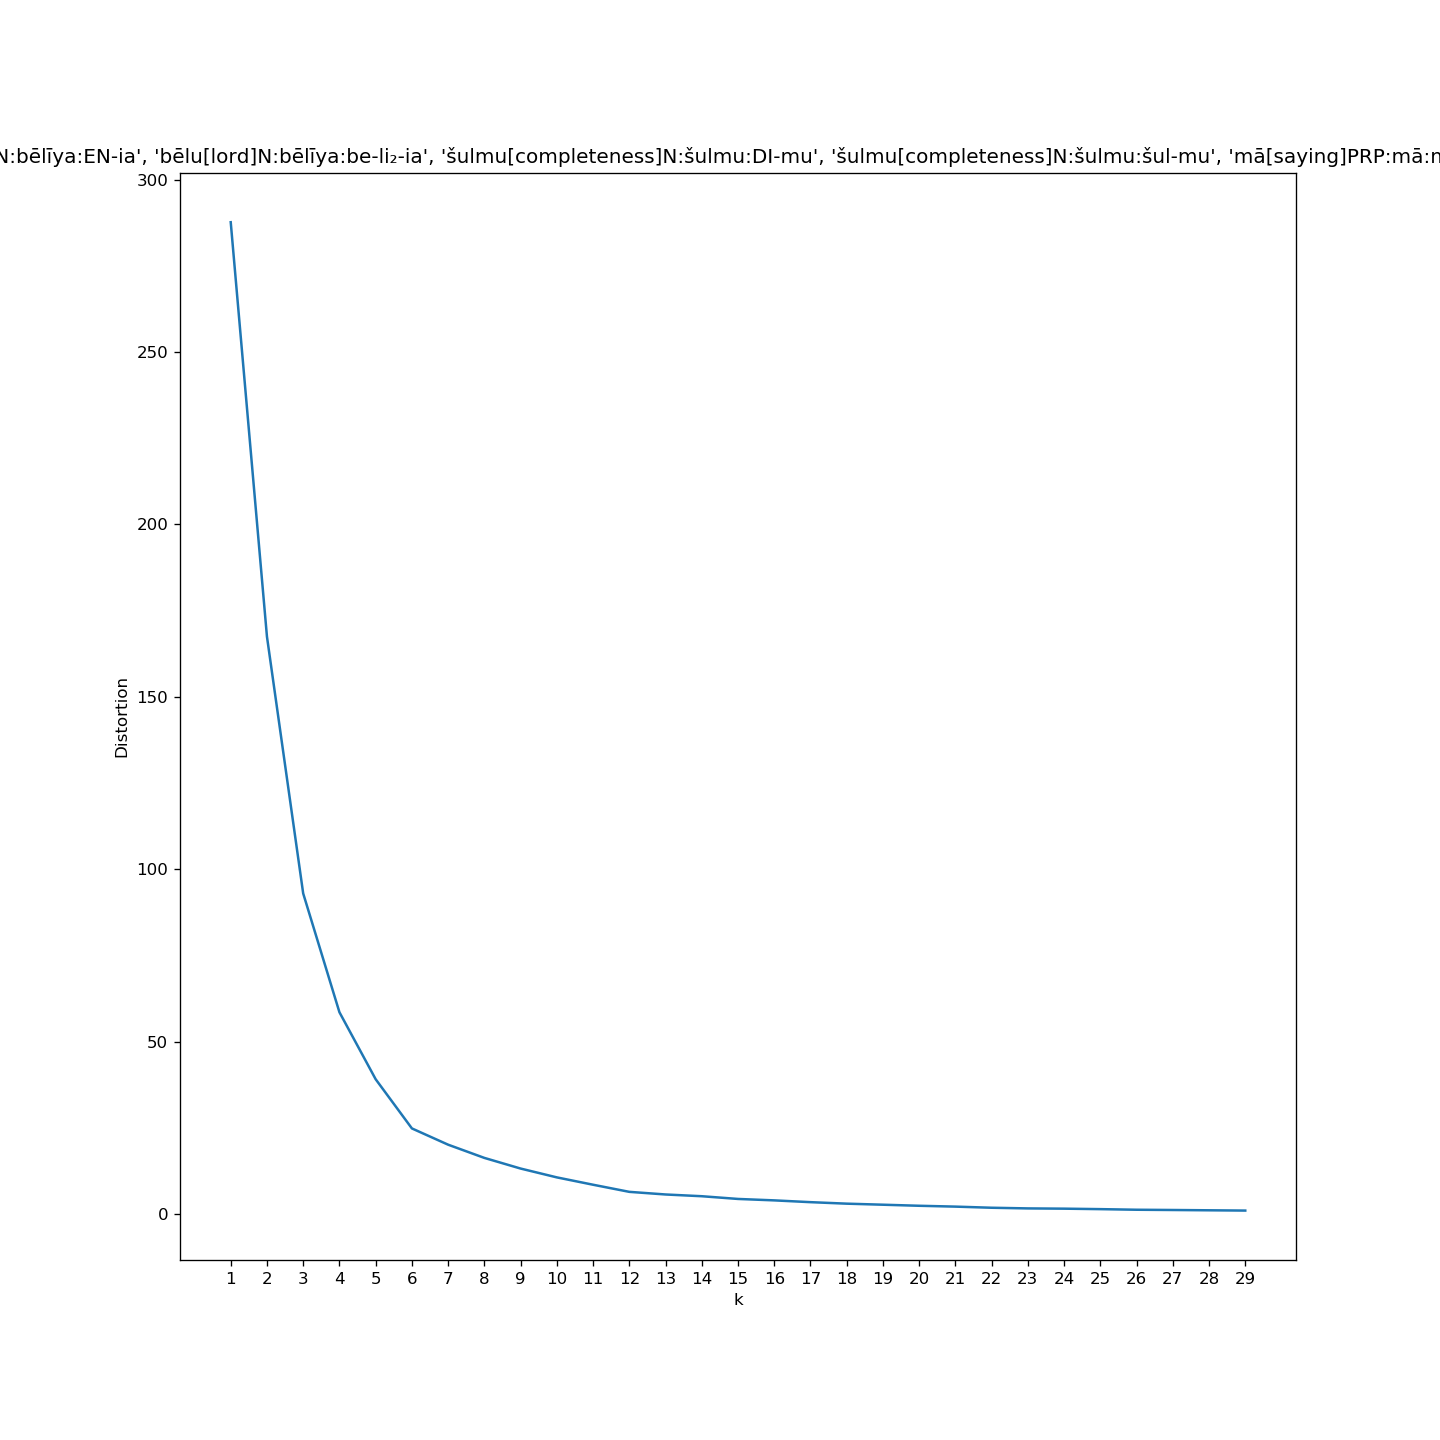 N:bēlīya:EN-ia', 'bēlu[lord]N:bēlīya:be-li₂-ia', 'šulmu[completeness]N:šulmu:DI-mu', 'šulmu[completeness]N:šulmu:šul-mu', 'mā[saying]PRP:mā:
300
250
200
150
100
50
0
Distortion
1 2 3 4 5 6 7 8 9 10 11 12 13 14 15 16 17 18 19 20 21 22 23 24 25 26 27 28 29
k